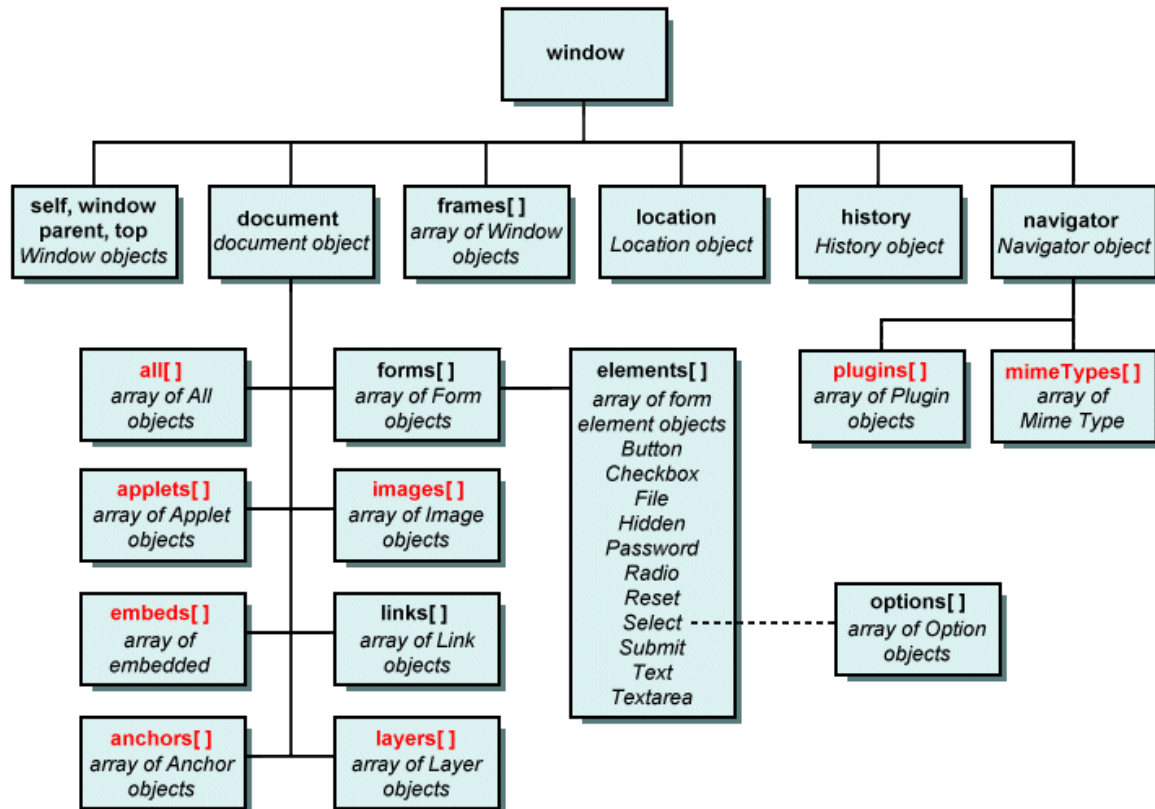 window
self, window
parent, top
Window objects
document
document object
frames[ ]
array of Window
objects
location
Location object
history
History object
navigator
Navigator object
all[ ]
array of All
objects
forms[ ]
array of Form
objects
elements[ ]
array of form
element objects
Button
Checkbox
File
Hidden
Password
Radio
Reset
Select
Submit
Text
Textarea
plugins[ ]
array of Plugin
objects
mimeTypes[ ]
array of
Mime Type
applets[ ]
array of Applet
objects
images[ ]
array of Image
objects
embeds[ ]
array of
embedded
links[ ]
array of Link
objects
options[ ]
array of Option
objects
anchors[ ]
array of Anchor
objects
layers[ ]
array of Layer
objects